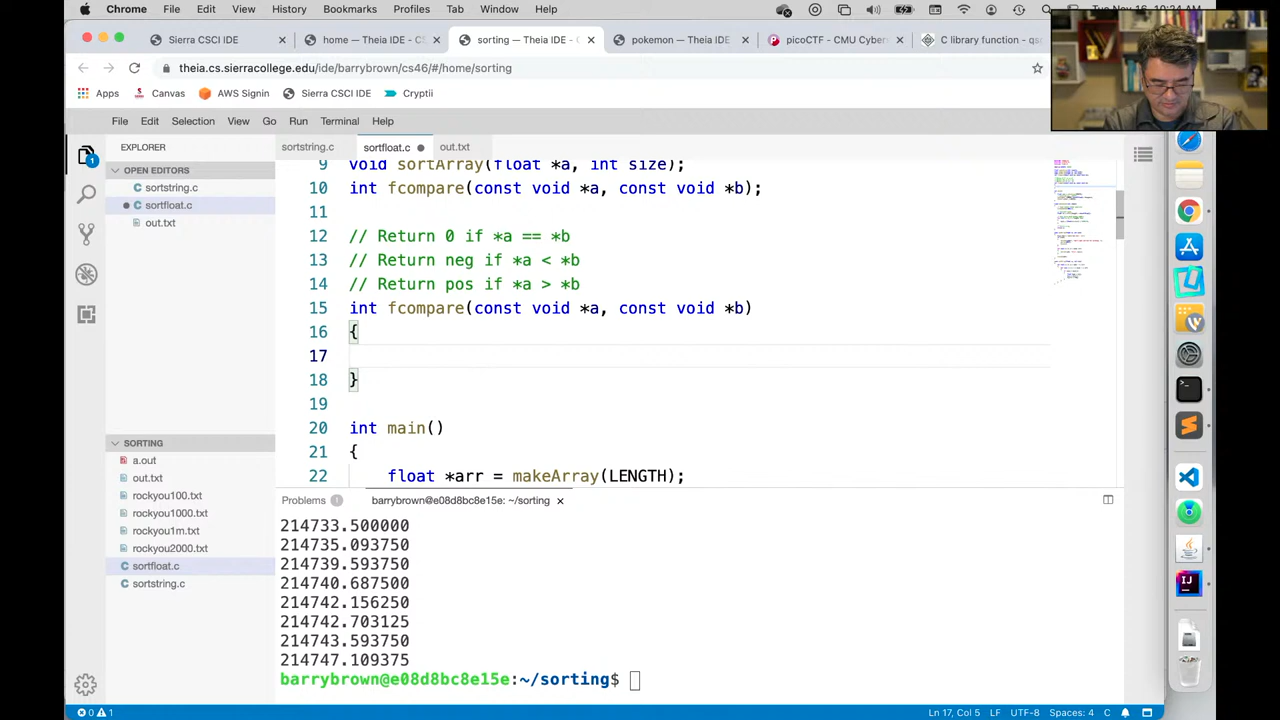 Chrome File Edit View History Bookmarks Profiles Tab Window Help
Sierra CSCI IDE
sorting — Theia IDE - C
pokemon — Theia IDE
picoCTF - CMU Cybers
C library function - qso
theia.cs.sierracollege.edu/ide/
cs46/#/home/sorting
Apps Canvas AWS Signin Sierra CSCI IDE Cryptii
File Edit Selection View Go Run Terminal Help
EXPLORER
OPEN EDITORS
sortstring.c
sortfloat.c
out.txt
SORTING
a.out
out.txt
rockyou100.txt
rockyou1000.txt
rockyou1m.txt
rockyou2000.txt
sortfloat.c
sortstring.c
1
sortstring.c sortfloat.c out.txt
9 void sortArray(float *a, int size);
10 int fcompare(const void *a, const void *b);
11
12 // Return 0 if *a == *b
13 // Return neg if *a < *b
14 // Return pos if *a > *b
15 int fcompare(const void *a, const void *b)
16 {
17
18 }
19
20 int main()
21 {
22 float *arr = makeArray(LENGTH);
Problems 1 barrybrown@e08d8bc8e15e: ~/sorting
214733.500000
214735.093750
214740.687500
214742.156250
214742.703125
214743.593750
214747.109375
barrybrown@e08d8bc8e15e:~/sorting$
0 1 Ln 17, Col 5 LF UTF-8 Spaces: 4 C